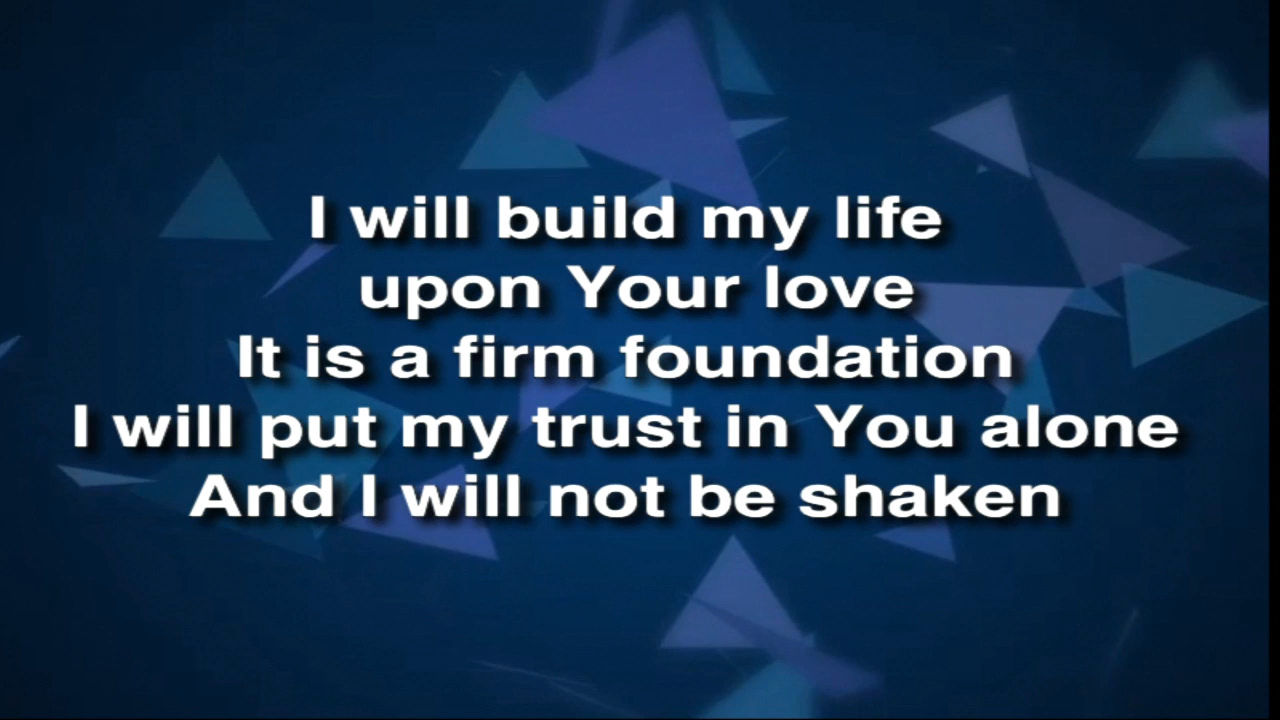 I will build my life
upon Your love
It is a firm foundation
I will put my trust in You alone
And I will not be shaken